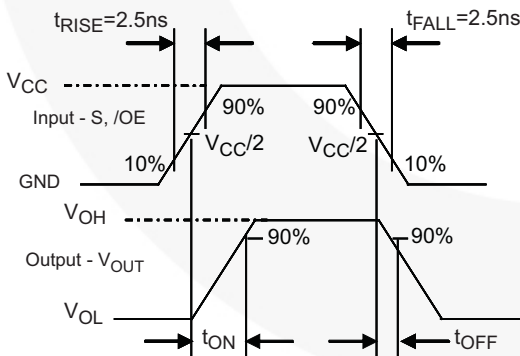 tRISE=2.5ns
tFALL=2.5ns
VCC
90%
90%
Input - S, /OE
VCC/2
VCC/2
10%
10%
GND
VOH
90%
90%
Output - VOUT
VOL
tON
tOFF